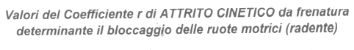 Valori del Coefficiente r di ATTRITO CINETICO da frenatura
determinante il bloccaggio delle ruote motrici (radente)